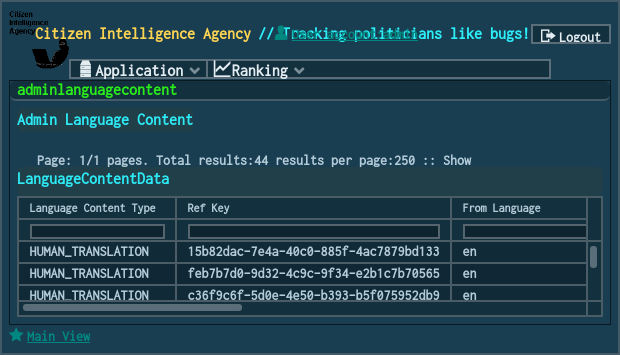 Citizen
Intelligence
Agency
Citizen Intelligence Agency // Tracking politicians like bugs!
Logout
Application Ranking
adminlanguagecontent
Admin Language Content
Page: 1/1 pages. Total results:44 results per page:250 :: Show
LanguageContentData
Language Content Type Ref Key From Language
HUMAN_TRANSLATION 15b82dac-7e4a-40c0-885f-4ac7879bd133 en
HUMAN_TRANSLATION feb7b7d0-9d32-4c9c-9f34-e2b1c7b70565 en
HUMAN_TRANSLATION c36f9c6f-5d0e-4e50-b393-b5f075952db9 en
Main View